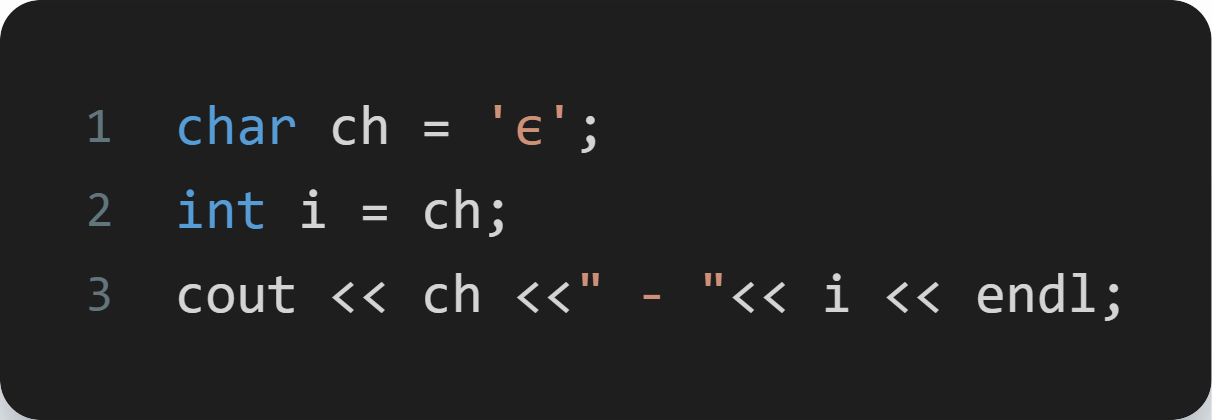 1 char ch = 'ϵ';
2 int i = ch;
3 cout << ch <<" - "<< i << endl;